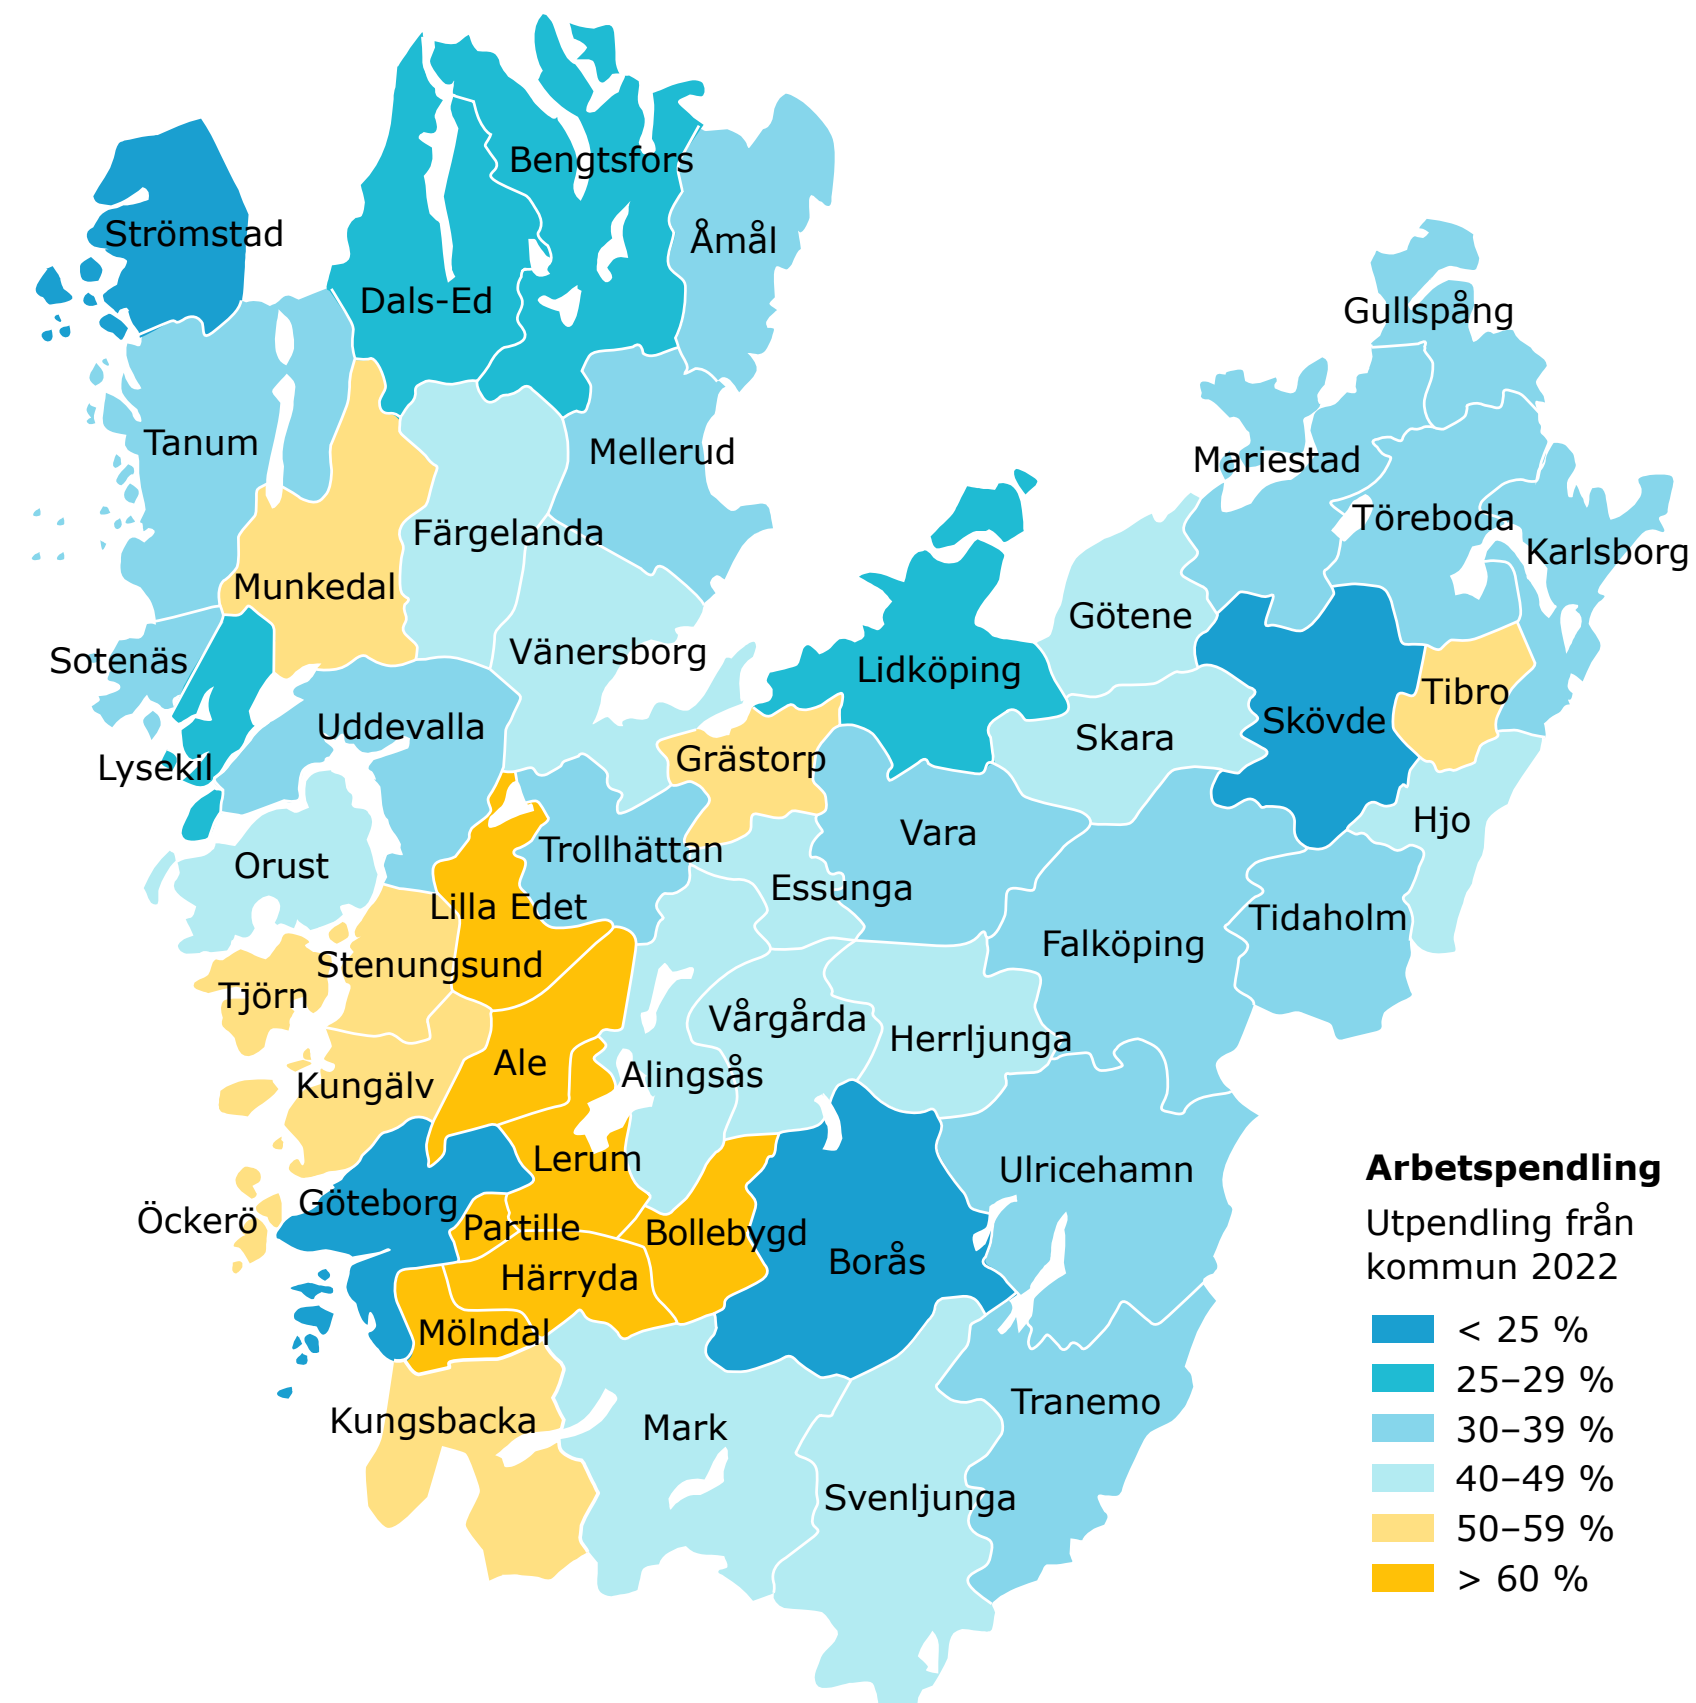 Bengtsfors
Strömstad
Åmål
Dals-Ed
Gullspång
Tanum
Mellerud
Mariestad
Färgelanda
Töreboda
Karlsborg
Munkedal
Götene
Sotenäs
Vänersborg
Lidköping
Tibro
Uddevalla
Skövde
Skara
Lysekil
Grästorp
Hjo
Vara
Trollhättan
Orust
Essunga
Lilla Edet
Tidaholm
Falköping
Stenungsund
Tjörn
Vårgårda
Herrljunga
Ale
Alingsås
Kungälv
Lerum
Ulricehamn
Göteborg
Öckerö
Partille
Bollebygd
Borås
Härryda
Mölndal
Tranemo
Kungsbacka
Mark
Svenljunga
Arbetspendling
Utpendling från
kommun 2022
< 25 %
25–29 %
30–39 %
40–49 %
50–59 %
> 60 %